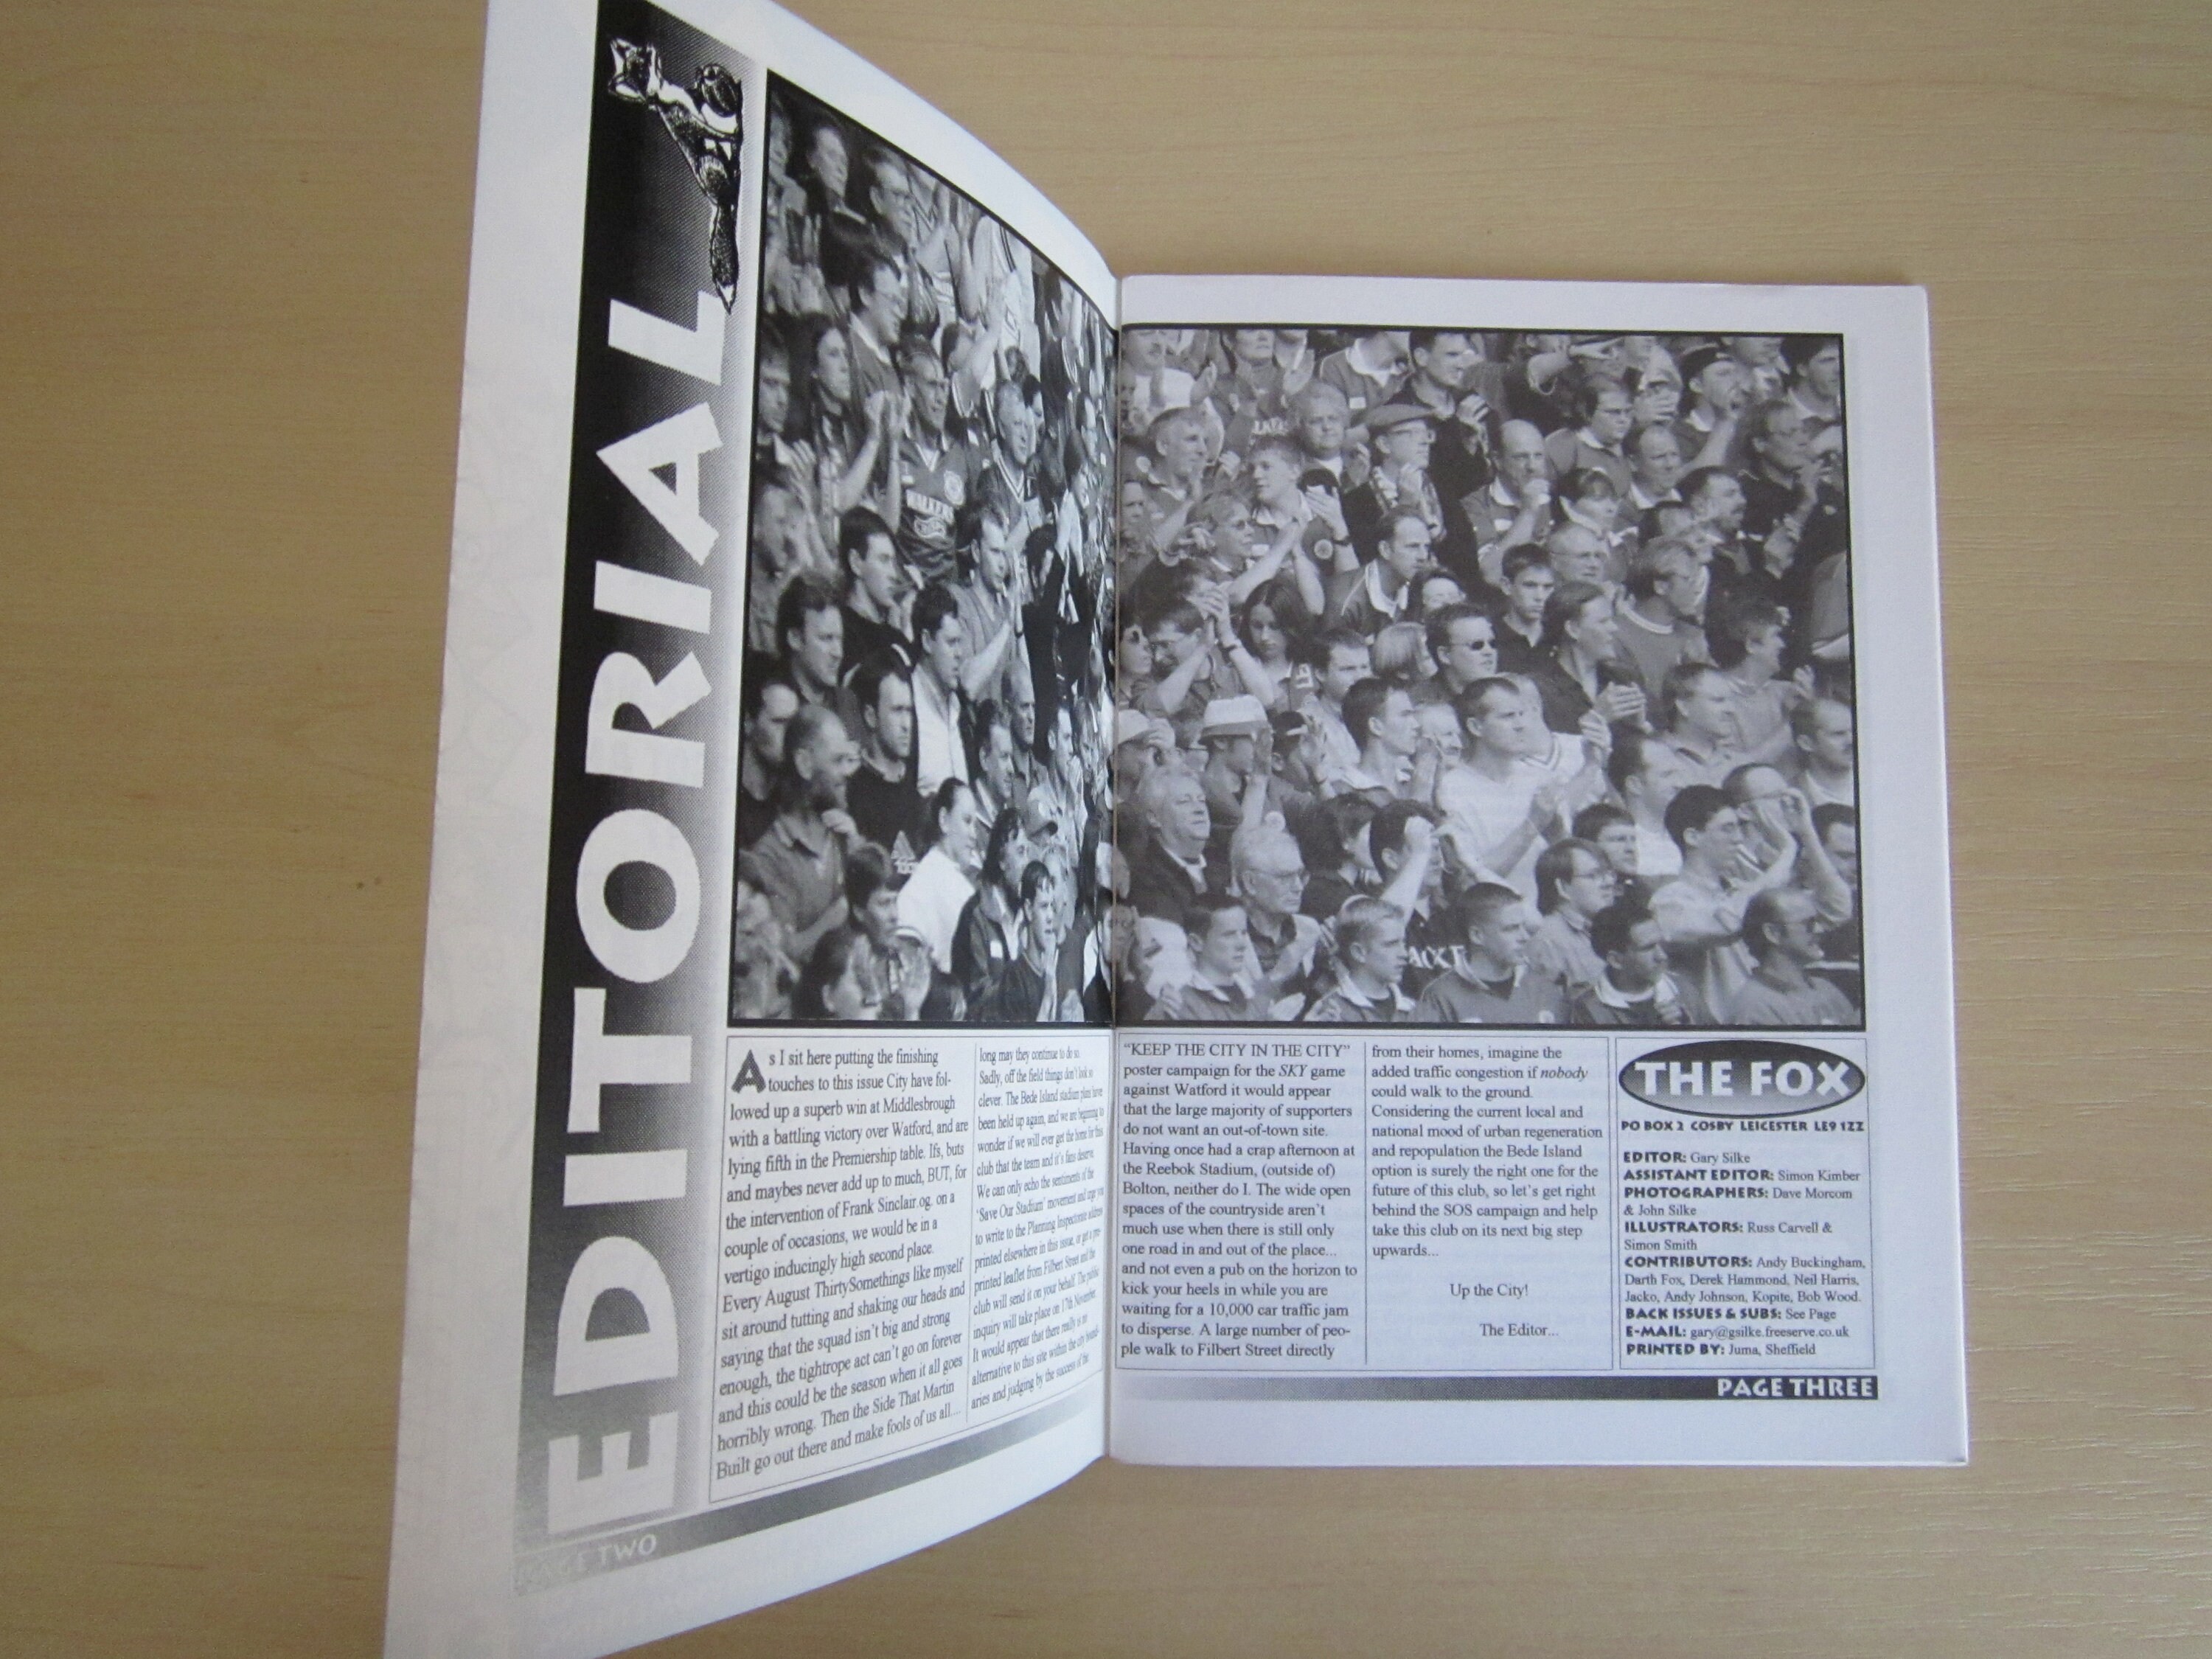 EDITORIAL
As I sit here putting the finishing
touches to this issue City have fol-
lowed up a superb win at Middlesbrough
with a battling victory over Watford, and are
lying fifth in the Premiership table. Ifs, buts
and maybes never add up to much, BUT, for
the intervention of Frank Sinclair og. on a
couple of occasions, we would be in a
vertigo inducingly high second place.
Every August ThirtySomethings like myself
sit around tutting and shaking our heads and
saying that the squad isn't big and strong
enough, the tightrope act can't go on forever
and this could be the season when it all goes
horribly wrong. Then the Side That Martin
Built go out there and make fools of us all....
long may they continue to do so.
Sadly, off the field things don't look so
clever. The Bede Island stadium plans have
been held up again, and we are beginning to
wonder if we will ever get the home for this
club that the team and it's fans deserve.
We can only echo the sentiments of the
'Save Our Stadium' movement and urge you
to write to the Planning Inspectorate address
printed elsewhere in this issue, or get a pre-
printed leaflet from Filbert Street and the
club will send it on your behalf. The public
inquiry will take place on 17th November.
It would appear that there really is no
alternative to this site within the city bound-
aries and judging by the success of the
PAGE TWO
WALKERS
"KEEP THE CITY IN THE CITY"
poster campaign for the SKY game
against Watford it would appear
that the large majority of supporters
do not want an out-of-town site.
Having once had a crap afternoon at
the Reebok Stadium, (outside of)
Bolton, neither do I. The wide open
spaces of the countryside aren't
much use when there is still only
one road in and out of the place...
and not even a pub on the horizon to
kick your heels in while you are
waiting for a 10,000 car traffic jam
to disperse. A large number of peo-
ple walk to Filbert Street directly
from their homes, imagine the
added traffic congestion if nobody
could walk to the ground.
Considering the current local and
national mood of urban regeneration
and repopulation the Bede Island
option is surely the right one for the
future of this club, so let's get right
behind the SOS campaign and help
take this club on its next big step
upwards...
Up the City!
The Editor...
THE FOX
PO BOX 2 COSBY LEICESTER LE9 1ZZ
EDITOR: Gary Silke
ASSISTANT EDITOR: Simon Kimber
PHOTOGRAPHERS: Dave Morcom
& John Silke
ILLUSTRATORS: Russ Carvell &
Simon Smith
CONTRIBUTORS: Andy Buckingham,
Darth Fox, Derek Hammond, Neil Harris,
Jacko, Andy Johnson, Kopite, Bob Wood.
BACK ISSUES & SUBS: See Page
E-MAIL: gary@gsilke.freeserve.co.uk
PRINTED BY: Juma, Sheffield
PAGE THREE